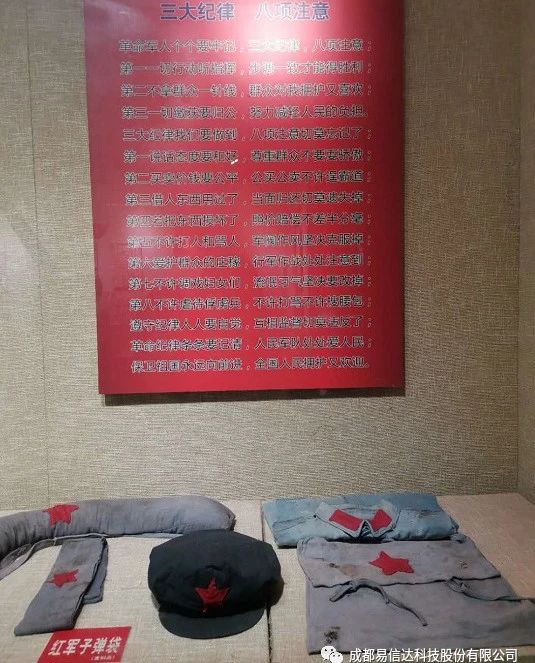 三大纪律 八项注意
革命军人个个要牢记，三大纪律，八项注意；
第一一切行动听指挥，步调一致才能得胜利；
第二不拿群众一针线，群众对我拥护又喜欢；
第三一切缴获要归公，努力减轻人民的负担。
三大纪律我们要做到，八项注意切莫忘记了；
第一说话态度要和好，尊重群众不要耍骄傲；
第二买卖价钱要公平，公买公卖不许逞霸道；
第三借人东西用过了，当面归还切莫遗失掉；
第四若把东西损坏了，照价赔偿不差半分毫；
第五不许打人和骂人，军阀作风坚决克服掉；
第六爱护群众的庄稼，行军作战处处注意到；
第七不许调戏妇女们，流氓习气坚决要改掉；
第八不许虐待俘虏兵，不许打骂不许搜腰包；
遵守纪律人人要自觉，互相监督切莫违反了；
革命纪律条条要记清，人民军队处处爱人民；
保卫祖国永远向前进，全国人民拥护又欢迎。
红军子弹袋
成都易信达科技股份有限公司